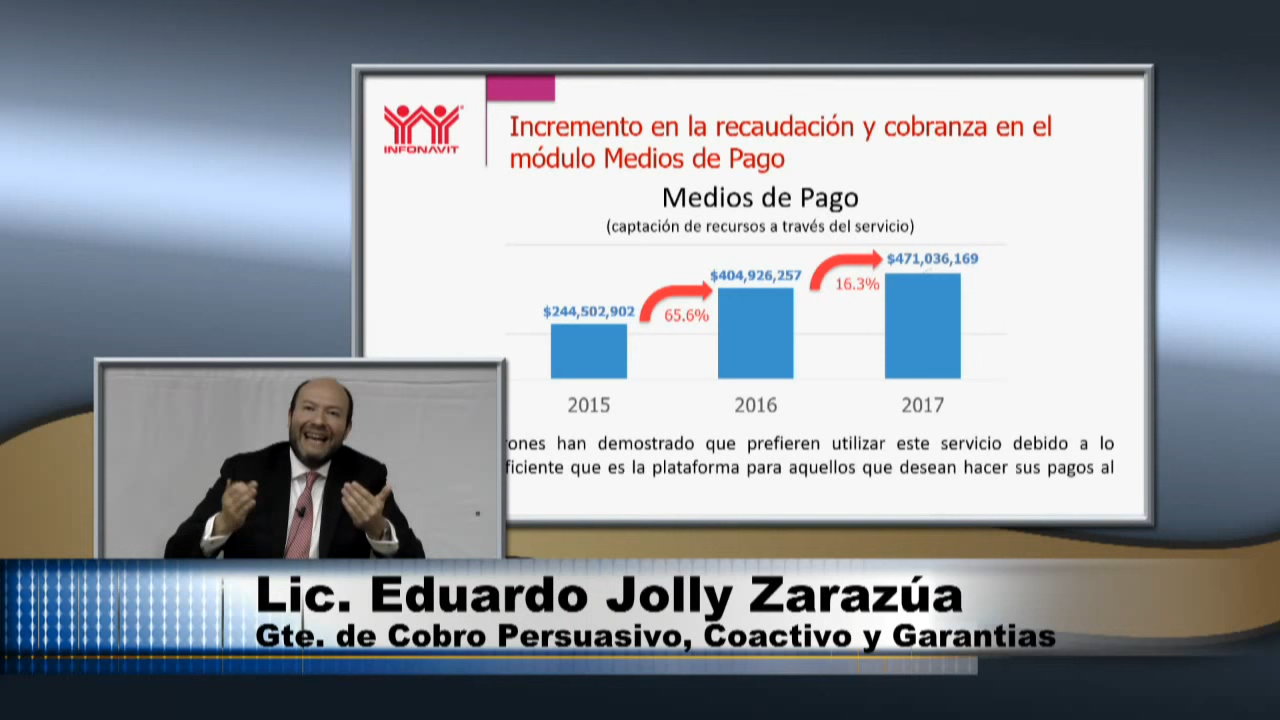 INFONAVIT
Incremento en la recaudación y cobranza en el
módulo Medios de Pago
Medios de Pago
(captación de recursos a través del servicio)
$244,502,902
65.6%
$404,926,257
16.3%
$471,036,169
2015 2016 2017
han demostrado que prefieren utilizar este servicio debido a lo
que es la plataforma para aquellos que desean hacer sus pagos al
Lic. Eduardo Jolly Zarazúa
Gte. de Cobro Persuasivo, Coactivo y Garantias